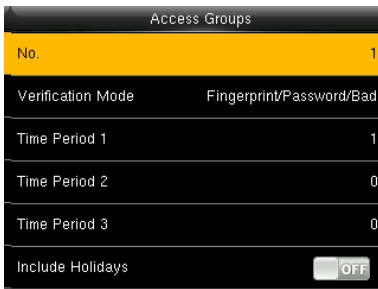 Access Groups
No. 1
Verification Mode Fingerprint/Password/Bad
Time Period 1 1
Time Period 2 0
Time Period 3 0
Include Holidays OFF